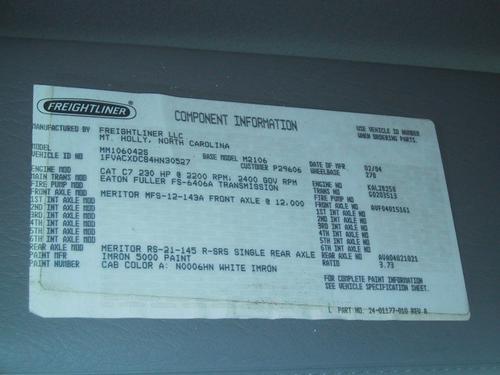 FREIGHTLINER
COMPONENT INFORMATION
USE VEHICLE NUMBER
WHEN ORDERING PARTS.
MANUFACTURED BY FREIGHTLINER LLC
MT. HOLLY, NORTH CAROLINA
MODEL MM106042S BASE MODEL M2106 DATE OF MFR 02/04
VEHICLE ID NO 1FVACXDC84HN30527 CUSTOMER P29606 WHEELBASE 270
ENGINE MOD CAT C7 230 HP @ 2200 RPM, 2400 GOV RPM ENGINE NO KAL18258
MAIN TRANS MOD EATON FULLER FS-6406A TRANSMISSION TRANS NO G0203513
FIRE PUMP MOD FIRE PUMP NO
FRONT AXLE MOD MERITOR MFS-12-143A FRONT AXLE @ 12,000 FRONT AXLE NO AVF04015161
1ST INT AXLE MOD 1ST INT AXLE NO
2ND INT AXLE MOD 2ND INT AXLE NO
3RD INT AXLE MOD 3RD INT AXLE NO
4TH INT AXLE MOD 4TH INT AXLE NO
5TH INT AXLE MOD 5TH INT AXLE NO
6TH INT AXLE MOD 6TH INT AXLE NO
REAR AXLE MOD MERITOR RS-21-145 R-SRS SINGLE REAR AXLE REAR AXLE NO AVA04021021
PAINT MFR IMRON 5000 PAINT RATIO 3.73
PAINT NUMBER CAB COLOR A: N0006HN WHITE IMRON
FOR COMPLETE PAINT INFORMATION
SEE VEHICLE SPECIFICATION SHEET.
PART NO. 24-01177-010 REV A